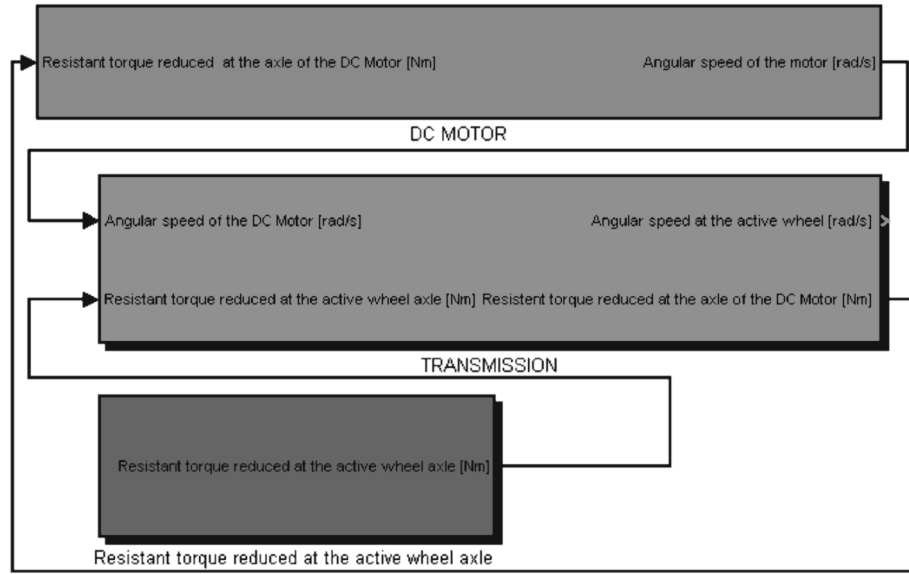 Resistant torque reduced at the axle of the DC Motor [Nm] Angular speed of the motor [rad/s]
DC MOTOR
Angular speed of the DC Motor [rad/s] Angular speed at the active wheel [rad/s]
Resistant torque reduced at the active wheel axle [Nm] Resistent torque reduced at the axle of the DC Motor [Nm]
TRANSMISSION
Resistant torque reduced at the active wheel axle [Nm]
Resistant torque reduced at the active wheel axle